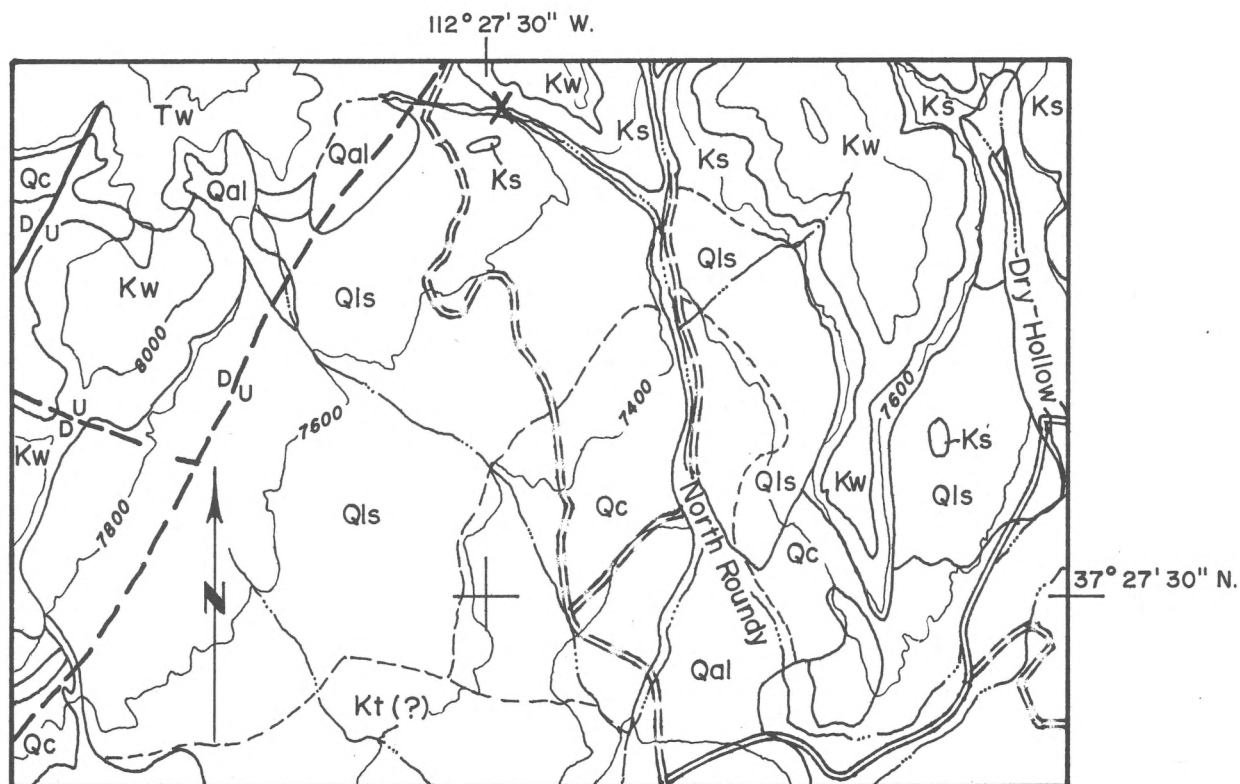 112° 27' 30" W.
Kw
Tw
Ks
Ks
Ks
Kw
Qal
Ks
Ks
Qc
Qal
D U
Qls
Kw
Qls
Dry Hollow
8000
D U
7600
7400
7600
U
D
Kw
Ks
Kw
Qls
Qls
Qls
7800
Qc
North Roundy
Qc
37° 27' 30" N.
N
Qal
Kt (?)
Qc